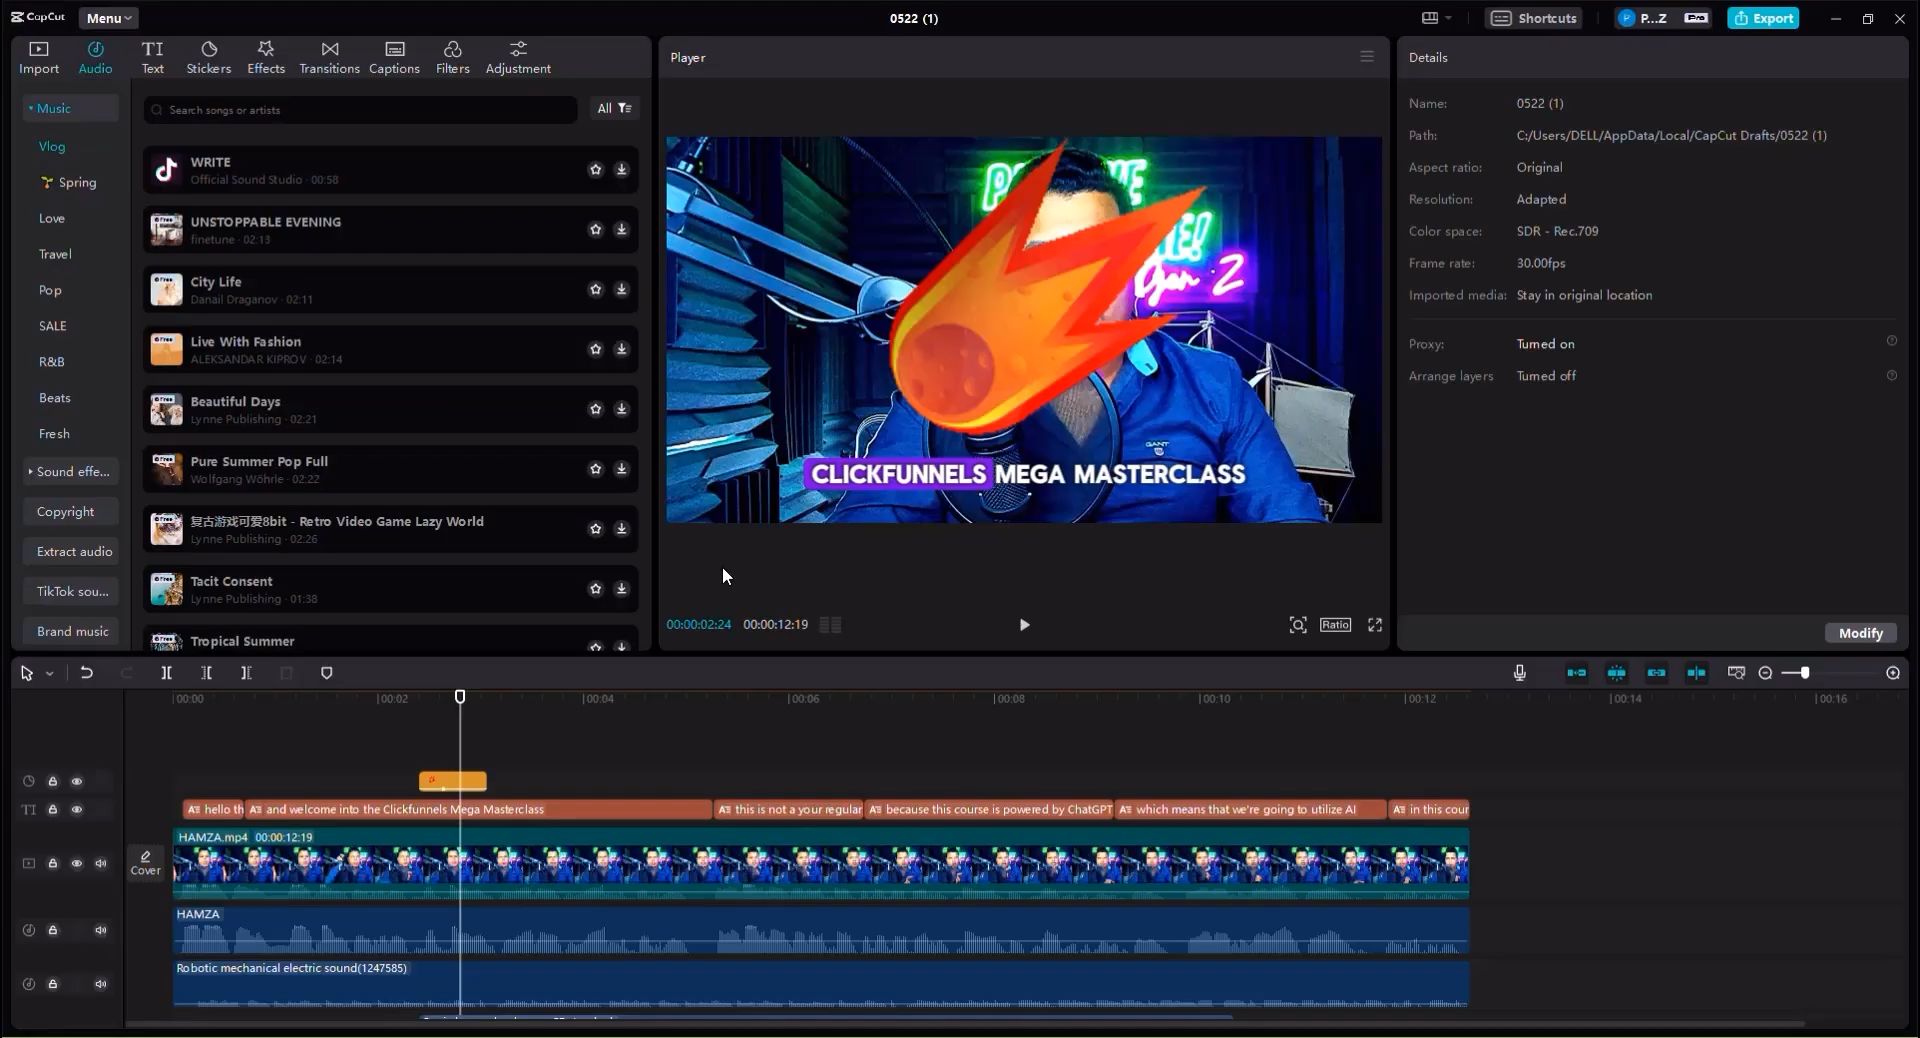 CapCut
Menu
0522 (1)
Shortcuts
P
P...Z
Pro
Export
Import
Audio
Text
Stickers
Effects
Transitions
Captions
Filters
Adjustment
Music
Vlog
Spring
Love
Travel
Pop
SALE
R&B
Beats
Fresh
Sound effe...
Copyright
Extract audio
TikTok sou...
Brand music
Search songs or artists
All
WRITE
Official Sound Studio · 00:58
UNSTOPPABLE EVENING
finetune · 02:13
City Life
Danail Draganov · 02:11
Live With Fashion
ALEKSANDAR KIPROV · 02:14
Beautiful Days
Lynne Publishing · 02:21
Pure Summer Pop Full
Wolfgang Wöhrle · 02:22
复古游戏可爱8bit - Retro Video Game Lazy World
Lynne Publishing · 02:26
Tacit Consent
Lynne Publishing · 01:38
Tropical Summer
Player
Gen Z
GANT
CLICKFUNNELS MEGA MASTERCLASS
00:00:02:24
00:00:12:19
Ratio
Details
Name: 0522 (1)
Path: C:/Users/DELL/AppData/Local/CapCut Drafts/0522 (1)
Aspect ratio: Original
Resolution: Adapted
Color space: SDR - Rec.709
Frame rate: 30.00fps
Imported media: Stay in original location
Proxy: Turned on
Arrange layers Turned off
Modify
00:00
00:02
00:04
00:06
00:08
00:10
00:12
00:14
00:16
hello th
and welcome into the Clickfunnels Mega Masterclass
this is not a your regular
because this course is powered by ChatGPT
which means that we're going to utilize AI
in this cour
Cover
HAMZA.mp4 00:00:12:19
HAMZA
Robotic mechanical electric sound(1247585)